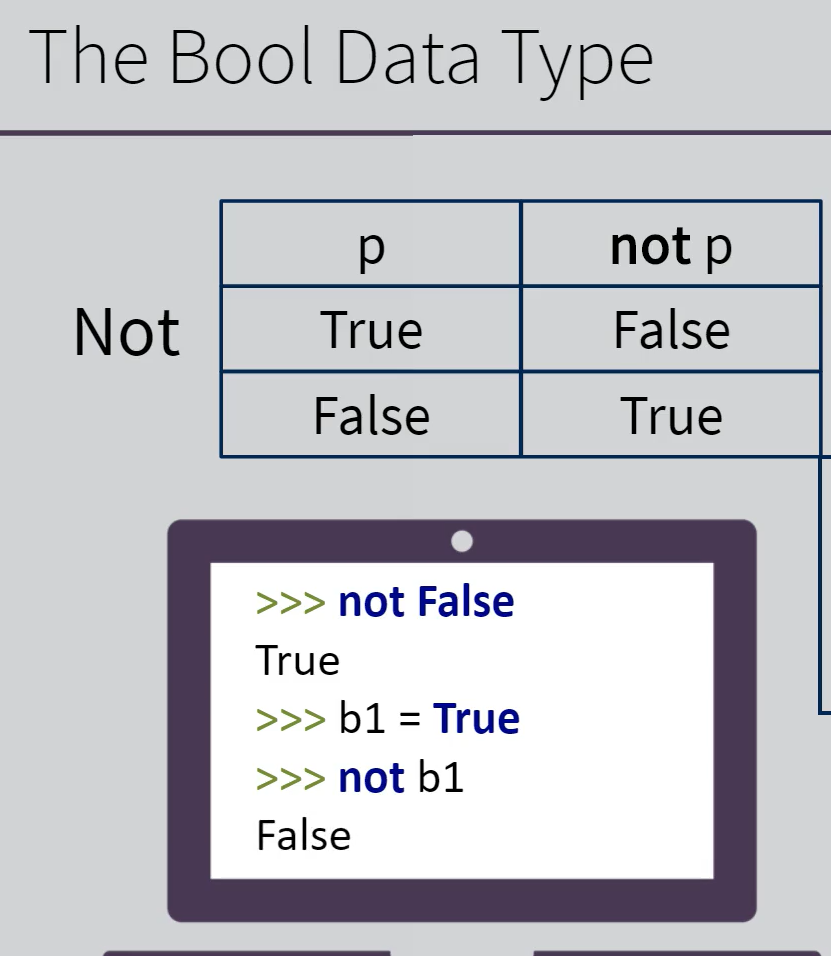 The Bool Data Type
p not p
Not True False
False True
>>> not False
True
>>> b1 = True
>>> not b1
False